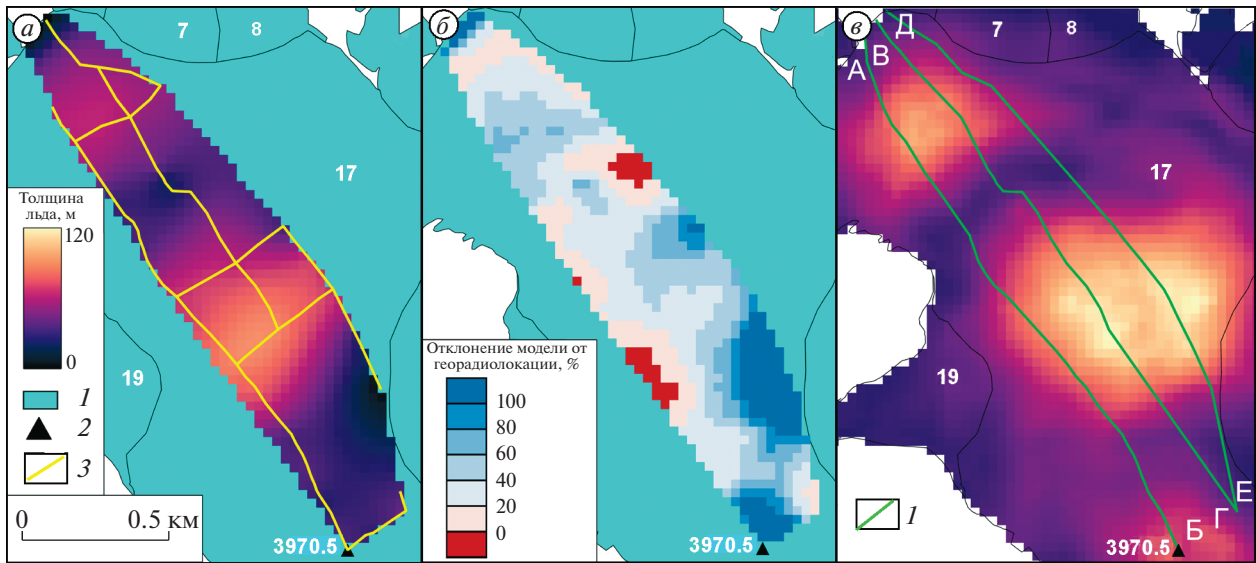 а
7
8
17
19
Толщина
льда, м
120
0
1
2
3
0
0.5 км
3970.5
б
Отклонение модели от
георадиолокации, %
100
80
60
40
20
0
3970.5
в
Д
В
А
7
8
17
19
Е
Г
Б
1
3970.5